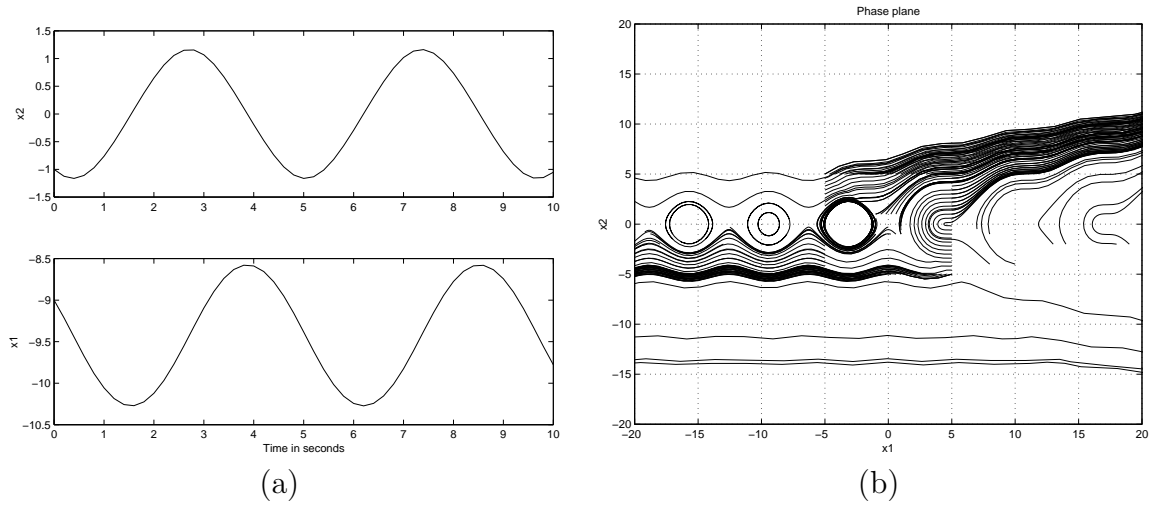 1.5
1
0.5
0
−0.5
−1
−1.5
x2
0 1 2 3 4 5 6 7 8 9 10
−8.5
−9
−9.5
−10
−10.5
x1
0 1 2 3 4 5 6 7 8 9 10
Time in seconds
(a)
Phase plane
20
15
10
5
0
−5
−10
−15
−20
x2
−20 −15 −10 −5 0 5 10 15 20
x1
(b)